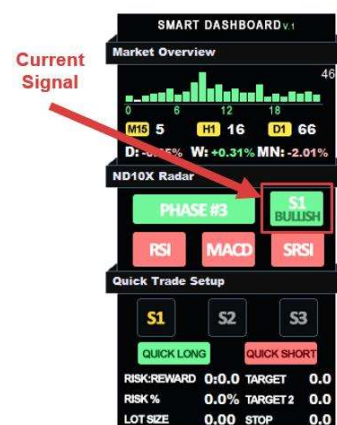 SMART DASHBOARD V.1
Market Overview
Current
Signal
46
0 6 12 18
M15 5 H1 16 D1 66
D: W: +0.31% MN: -2.01%
ND10X Radar
PHASE #3
S1
BULLISH
RSI MACD SRSI
Quick Trade Setup
S1 S2 S3
QUICK LONG QUICK SHORT
RISK:REWARD 0:0.0 TARGET 0.0
RISK % 0.0% TARGET 2 0.0
LOT SIZE 0.00 STOP 0.0